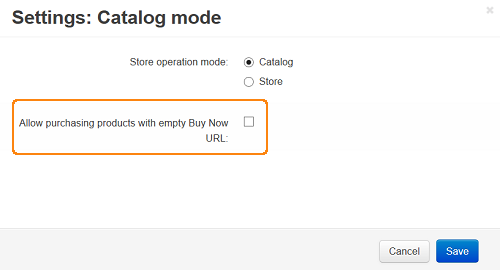 Settings: Catalog mode
Store operation mode: Catalog
Store
Allow purchasing products with empty Buy Now
URL:
Cancel Save